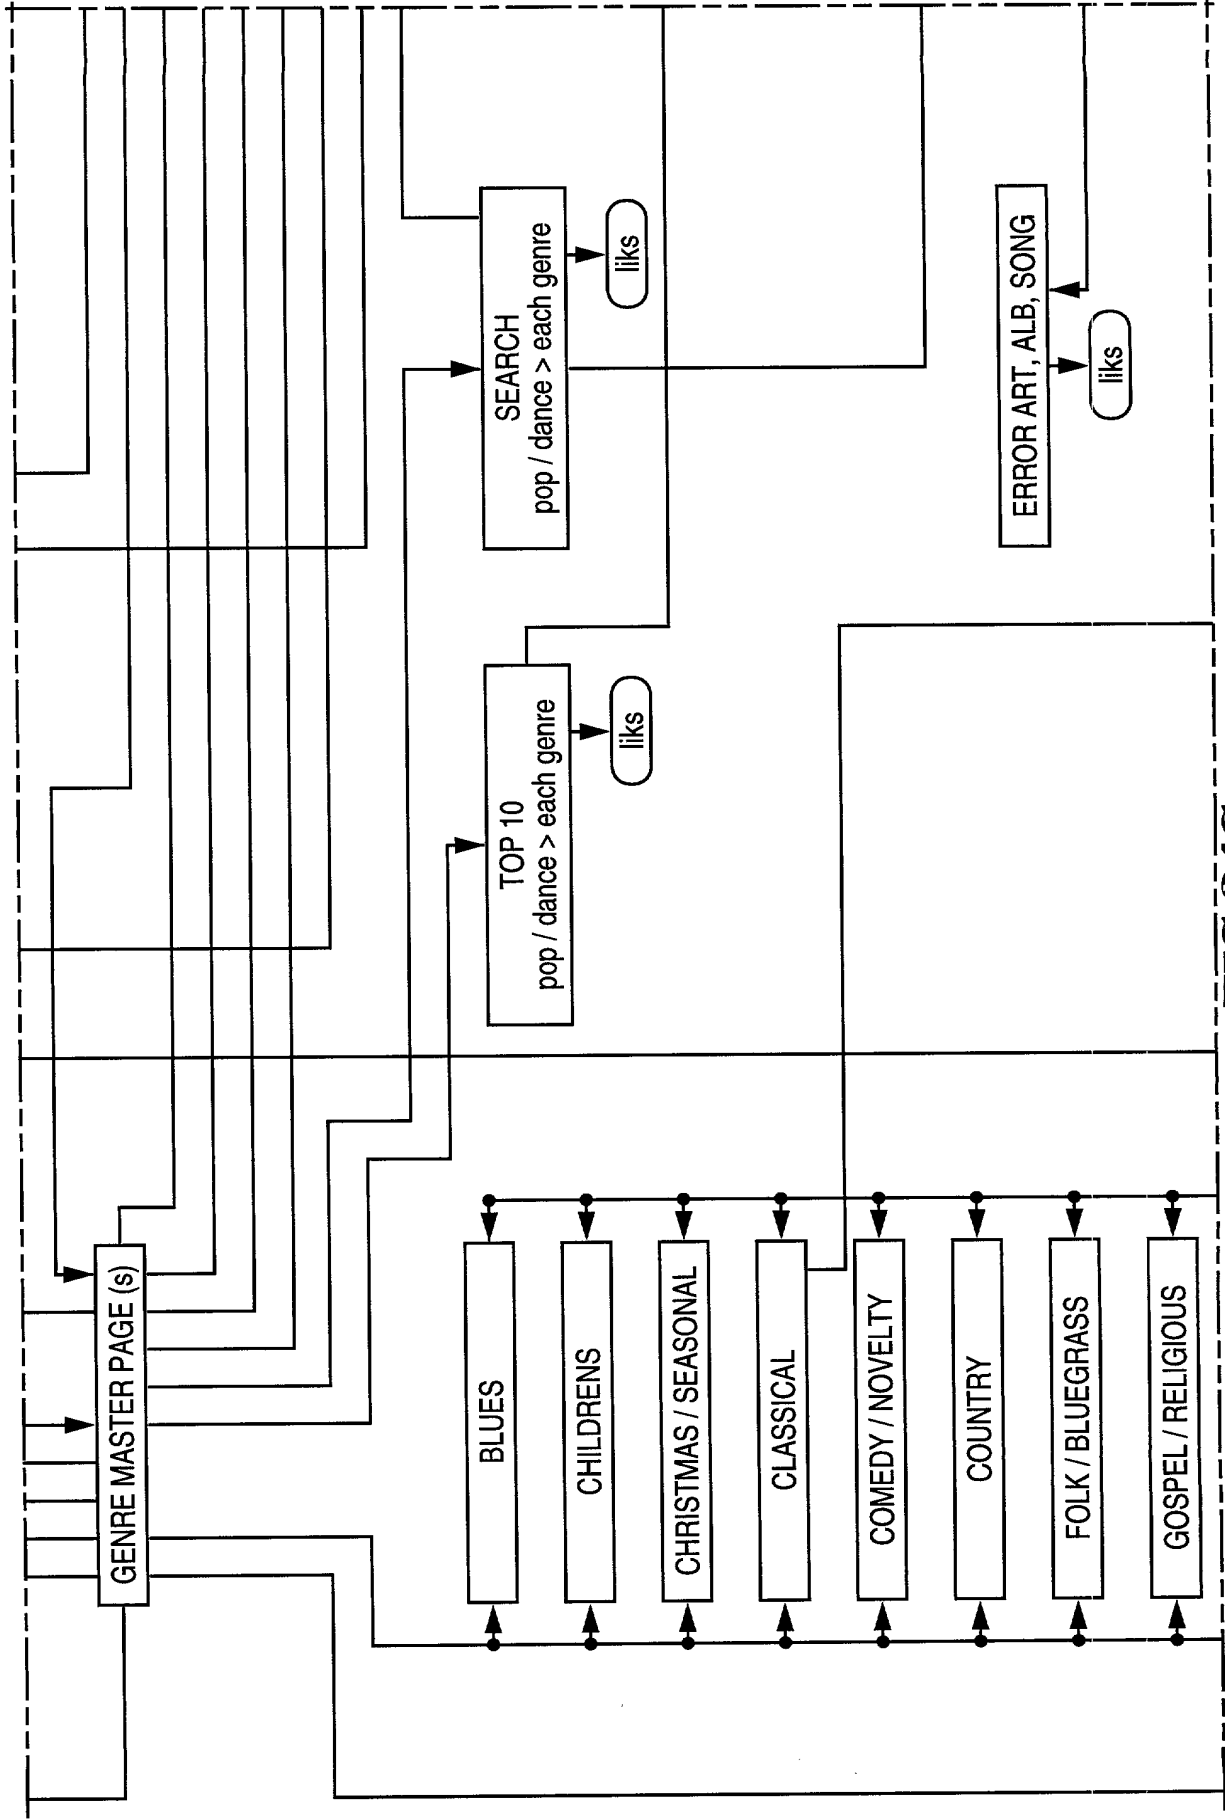 GENRE MASTER PAGE (s)
BLUES
CHILDRENS
CHRISTMAS / SEASONAL
CLASSICAL
COMEDY / NOVELTY
COUNTRY
FOLK / BLUEGRASS
GOSPEL / RELIGIOUS
TOP 10
pop / dance > each genre
liks
SEARCH
pop / dance > each genre
liks
ERROR ART, ALB, SONG
liks